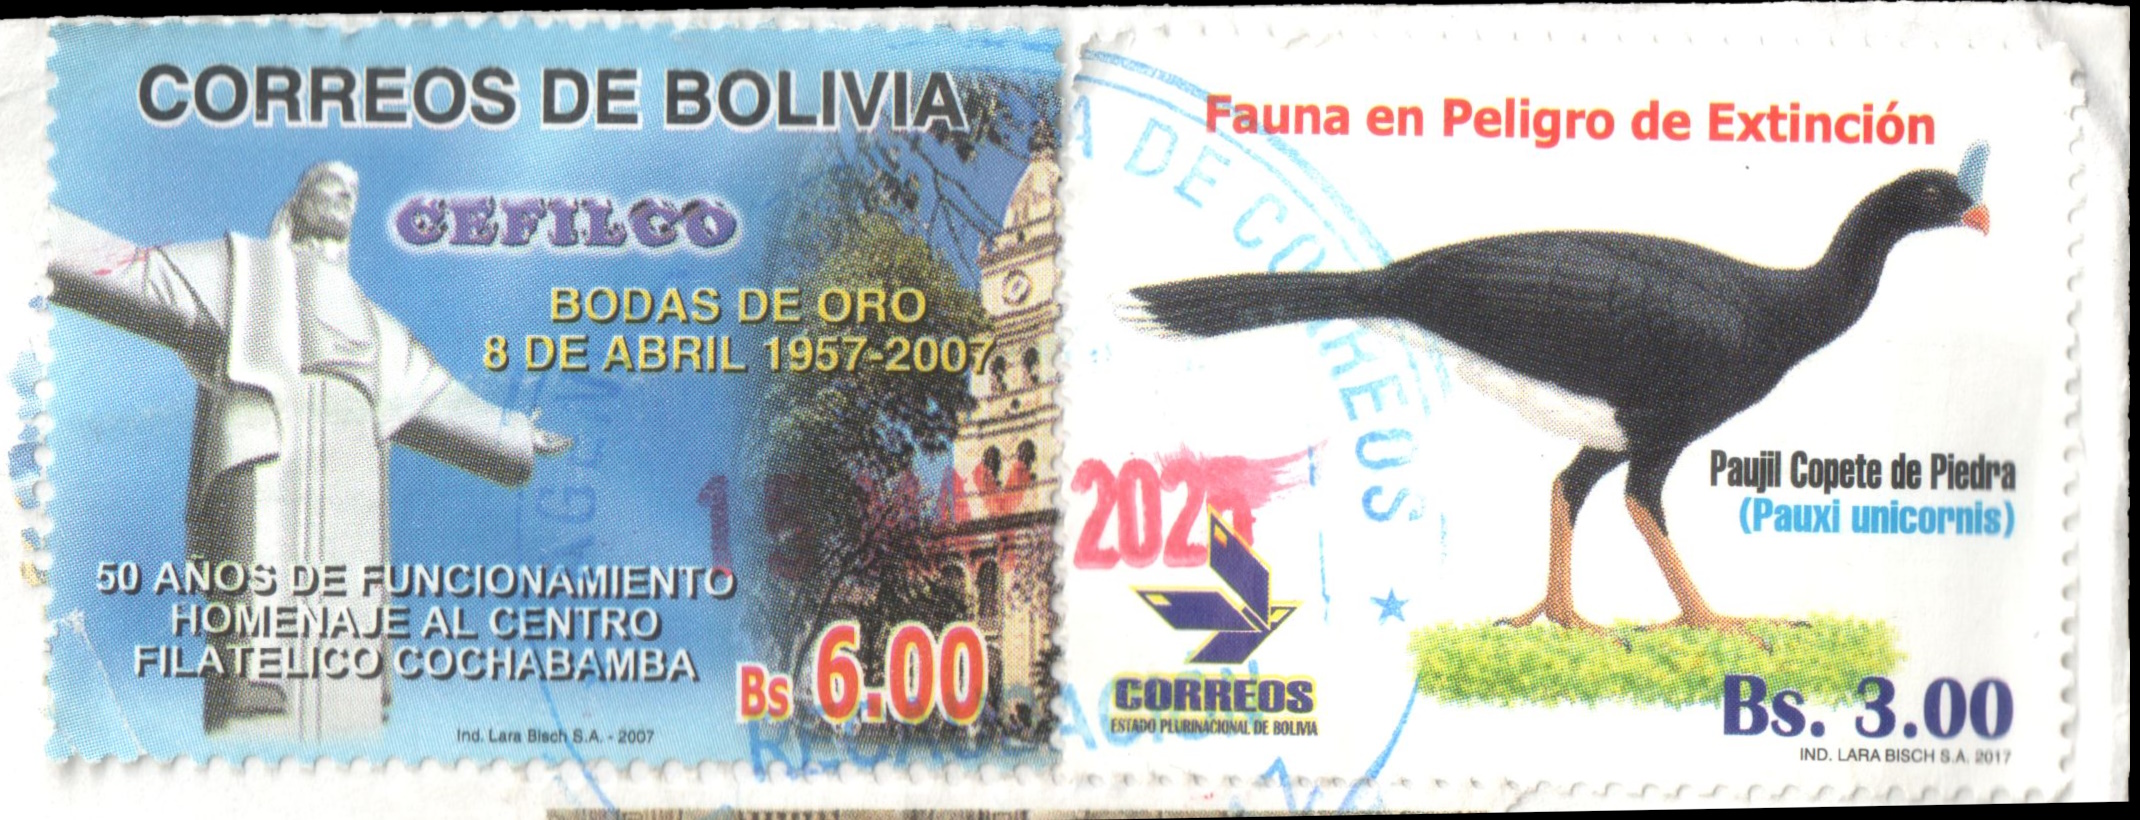 CORREOS DE BOLIVIA
CEFILCO
BODAS DE ORO
8 DE ABRIL 1957-2007
50 AÑOS DE FUNCIONAMIENTO
HOMENAJE AL CENTRO
FILATELICO COCHABAMBA
Bs 6.00
Ind. Lara Bisch S.A. - 2007
Fauna en Peligro de Extinción
Paujil Copete de Piedra
(Pauxi unicornis)
CORREOS
ESTADO PLURINACIONAL DE BOLIVIA
Bs. 3.00
IND. LARA BISCH S.A. 2017
DE CORREOS